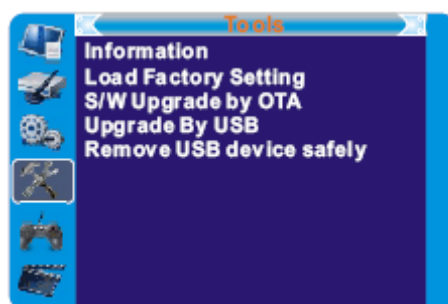 Tools
Information
Load Factory Setting
S/W Upgrade by OTA
Upgrade By USB
Remove USB device safely